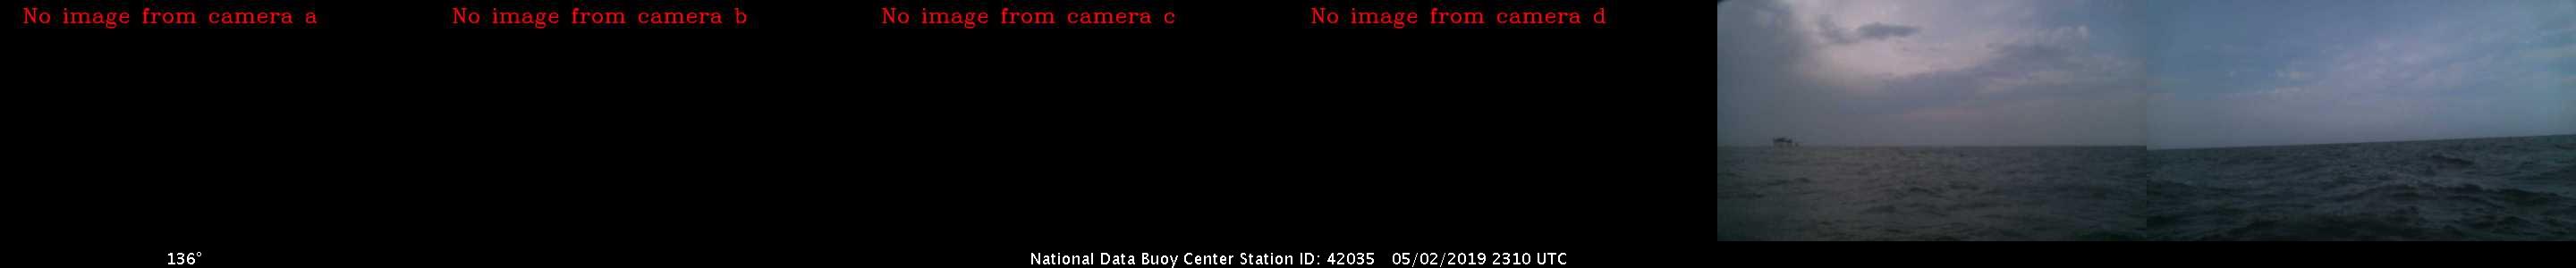 No image from camera a
No image from camera b
No image from camera c
No image from camera d
136°
National Data Buoy Center Station ID: 42035 05/02/2019 2310 UTC